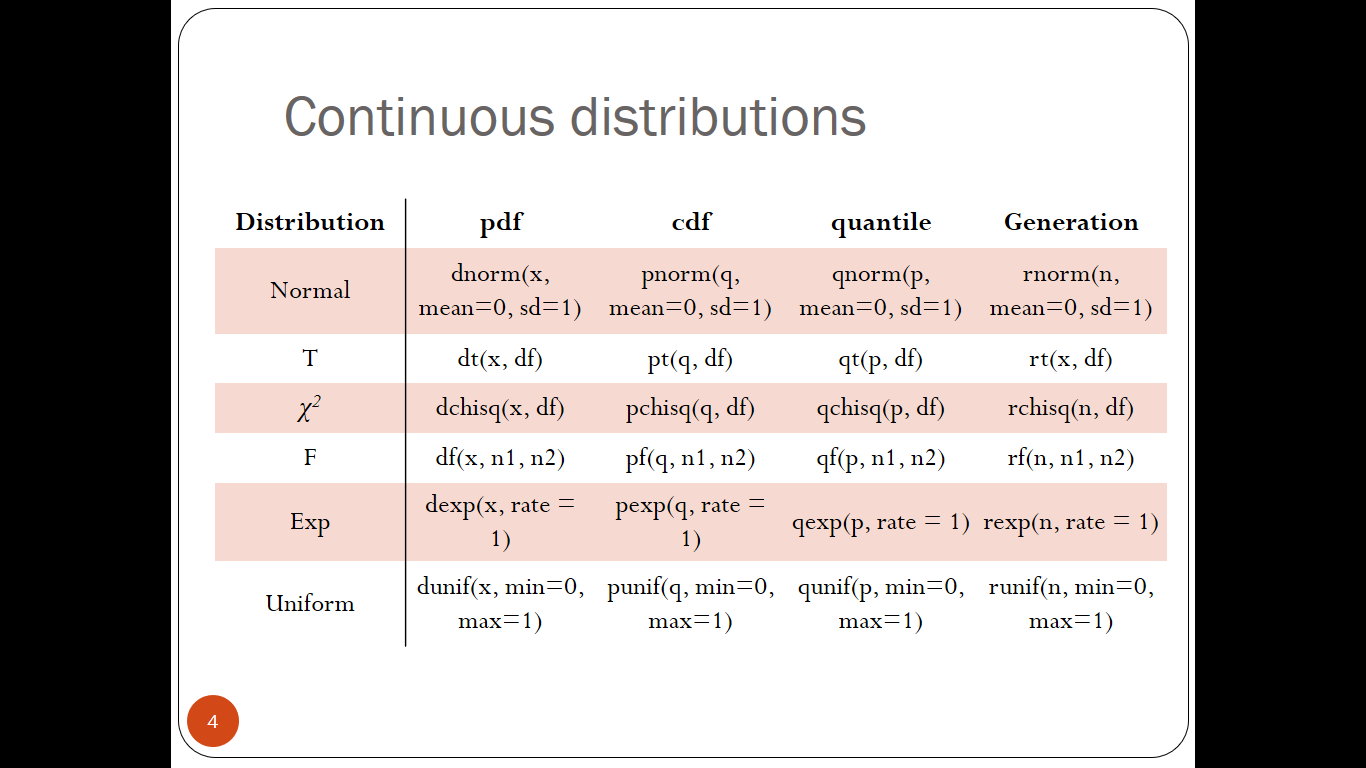 Continuous distributions
Distribution pdf cdf quantile Generation
Normal dnorm(x, mean=0, sd=1) pnorm(q, mean=0, sd=1) qnorm(p, mean=0, sd=1) rnorm(n, mean=0, sd=1)
T dt(x, df) pt(q, df) qt(p, df) rt(x, df)
χ² dchisq(x, df) pchisq(q, df) qchisq(p, df) rchisq(n, df)
F df(x, n1, n2) pf(q, n1, n2) qf(p, n1, n2) rf(n, n1, n2)
Exp dexp(x, rate = 1) pexp(q, rate = 1) qexp(p, rate = 1) rexp(n, rate = 1)
Uniform dunif(x, min=0, max=1) punif(q, min=0, max=1) qunif(p, min=0, max=1) runif(n, min=0, max=1)
4